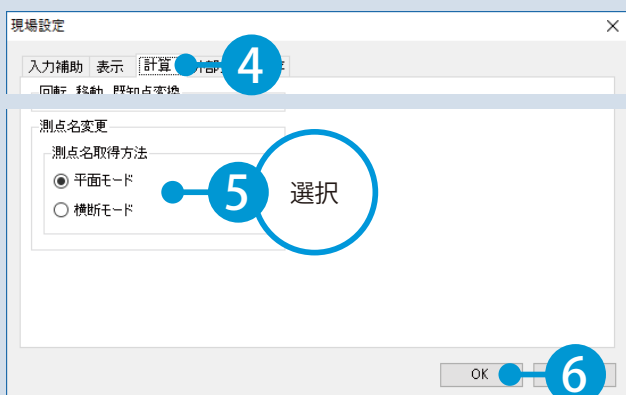 現場設定
入力補助 表示 計算
4
回転、移動、既知点変換
測点名変更
測点名取得方法
平面モード
横断モード
5
選択
OK
6